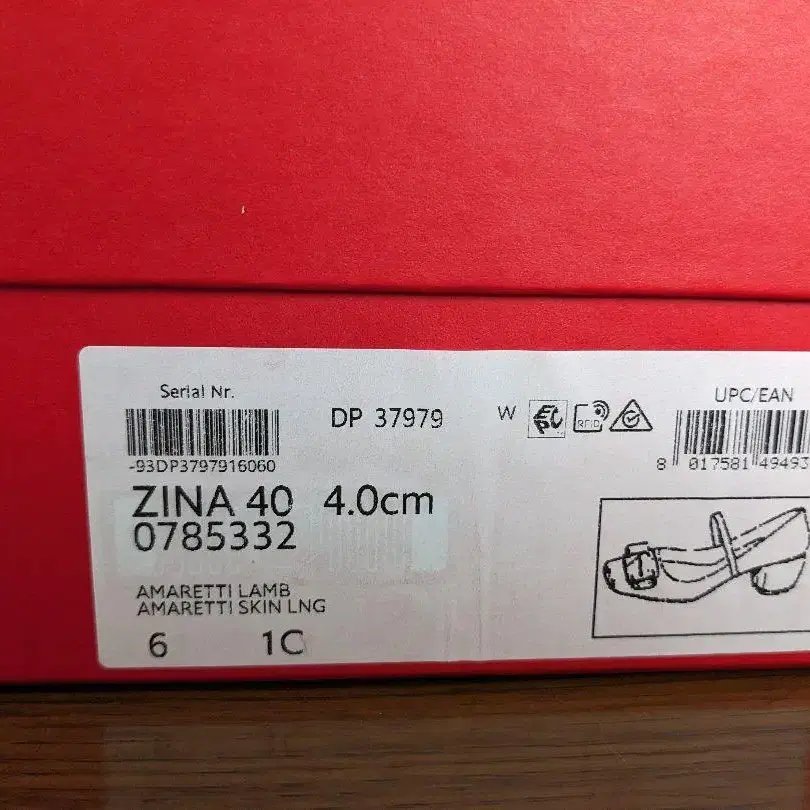 Serial Nr.
-93DP3797916060
DP 37979
W
RFID
UPC/EAN
8 017581 49493
ZINA 40 4.0cm
0785332
AMARETTI LAMB
AMARETTI SKIN LNG
6 1C